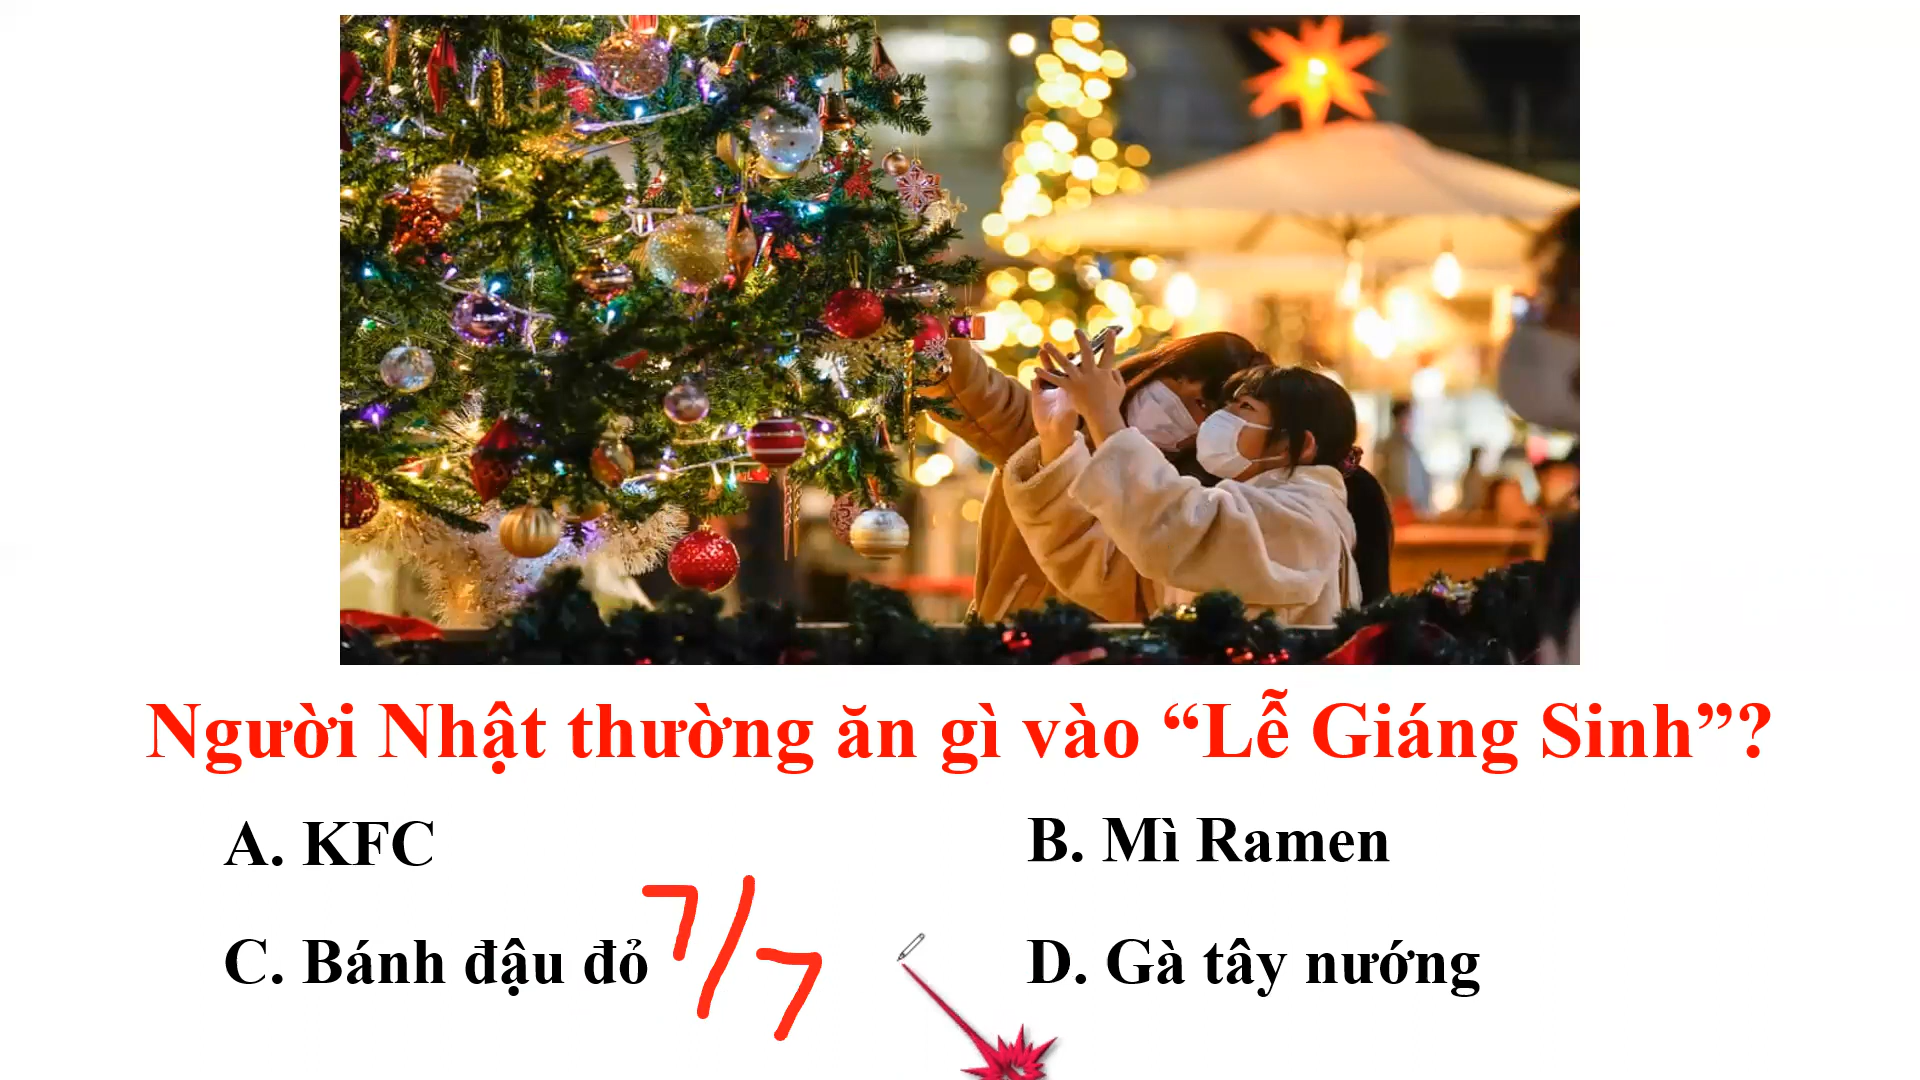 Người Nhật thường ăn gì vào “Lễ Giáng Sinh”?
A. KFC
B. Mì Ramen
C. Bánh đậu đỏ
7/7
D. Gà tây nướng